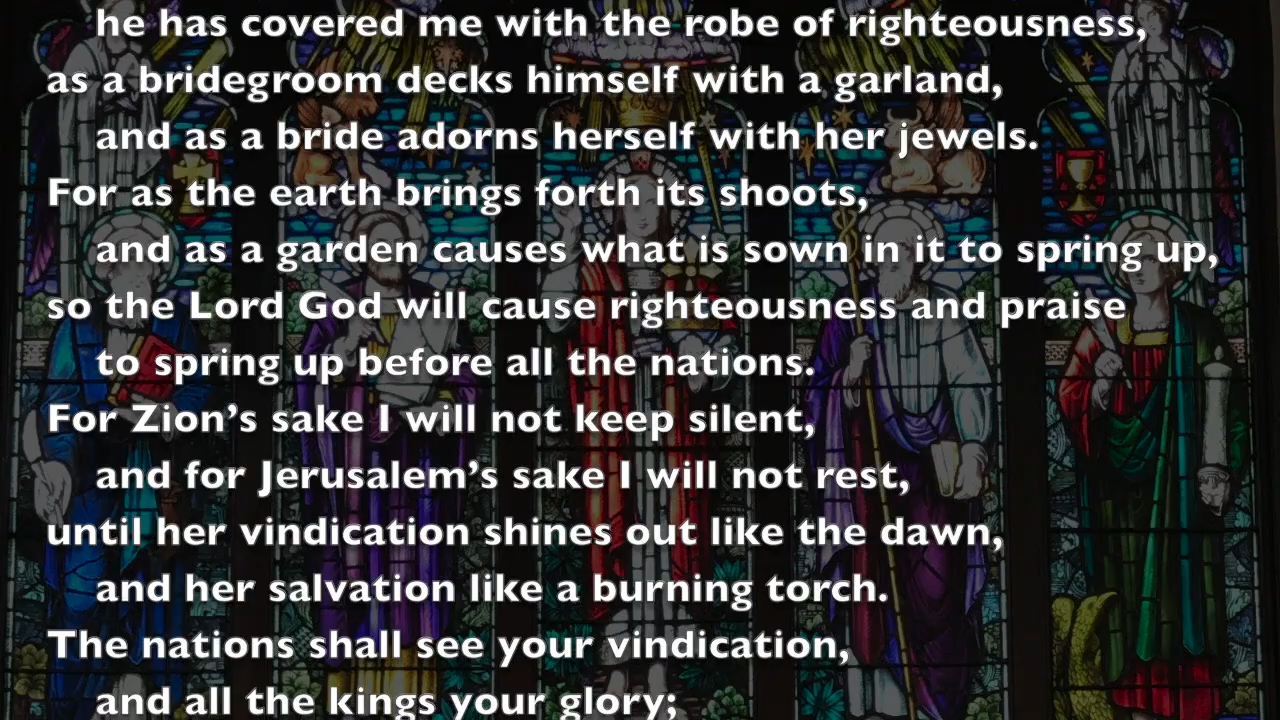 he has covered me with the robe of righteousness,
as a bridegroom decks himself with a garland,
and as a bride adorns herself with her jewels.
For as the earth brings forth its shoots,
and as a garden causes what is sown in it to spring up,
so the Lord God will cause righteousness and praise
to spring up before all the nations.
For Zion’s sake I will not keep silent,
and for Jerusalem’s sake I will not rest,
until her vindication shines out like the dawn,
and her salvation like a burning torch.
The nations shall see your vindication,
and all the kings your glory;